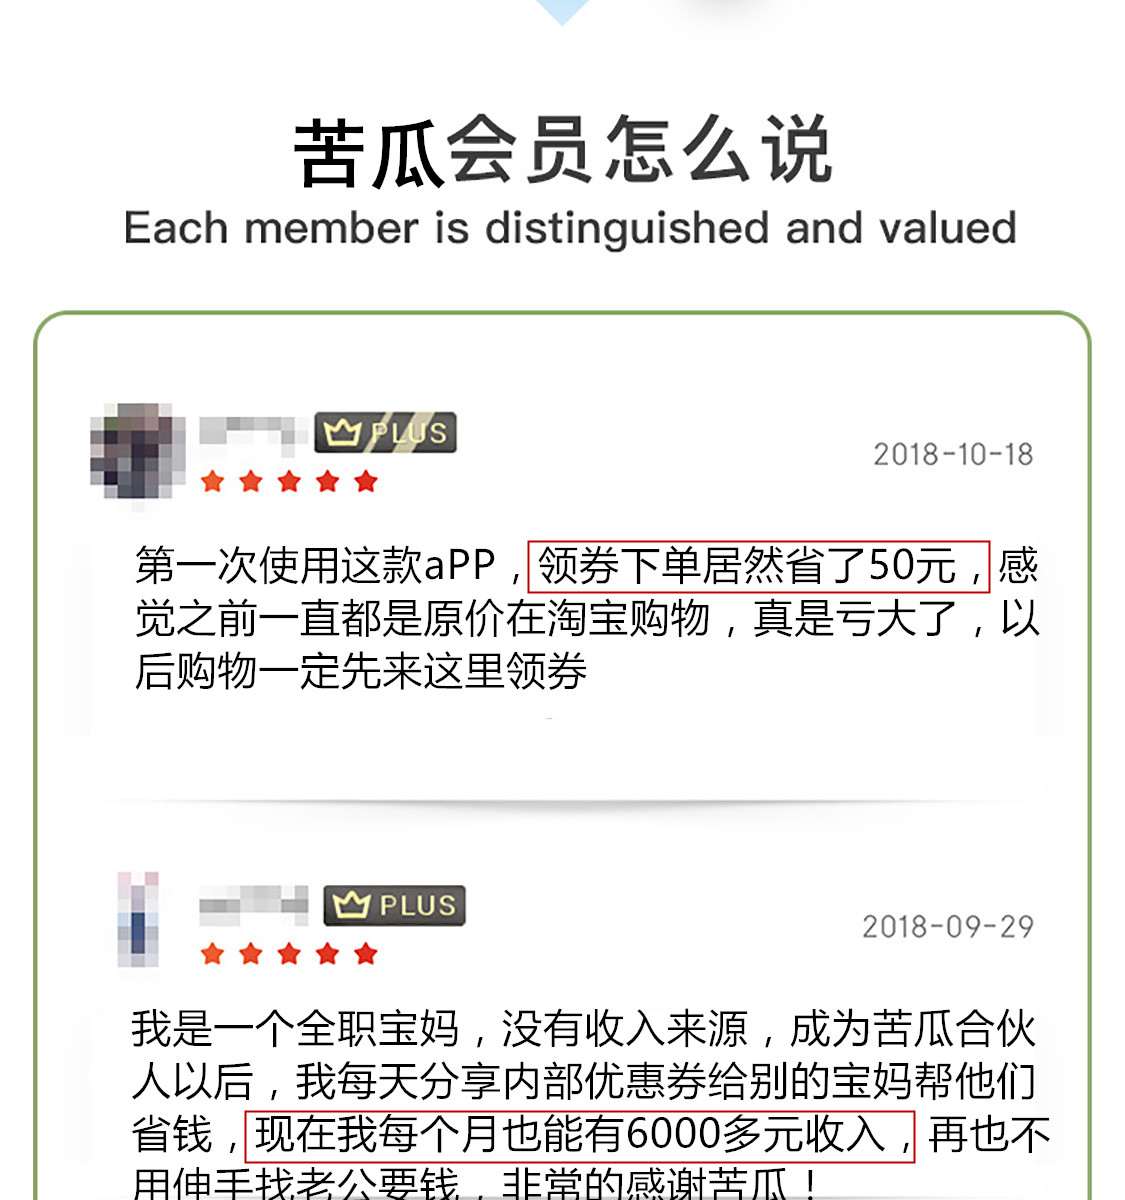 苦瓜会员怎么说
Each member is distinguished and valued
PLUS
2018-10-18
第一次使用这款aPP，领券下单居然省了50元，感
觉之前一直都是原价在淘宝购物，真是亏大了，以
后购物一定先来这里领券
PLUS
2018-09-29
我是一个全职宝妈，没有收入来源，成为苦瓜合伙
人以后，我每天分享内部优惠券给别的宝妈帮他们
省钱，现在我每个月也能有6000多元收入，再也不
用伸手找老公要钱，非常的感谢苦瓜！